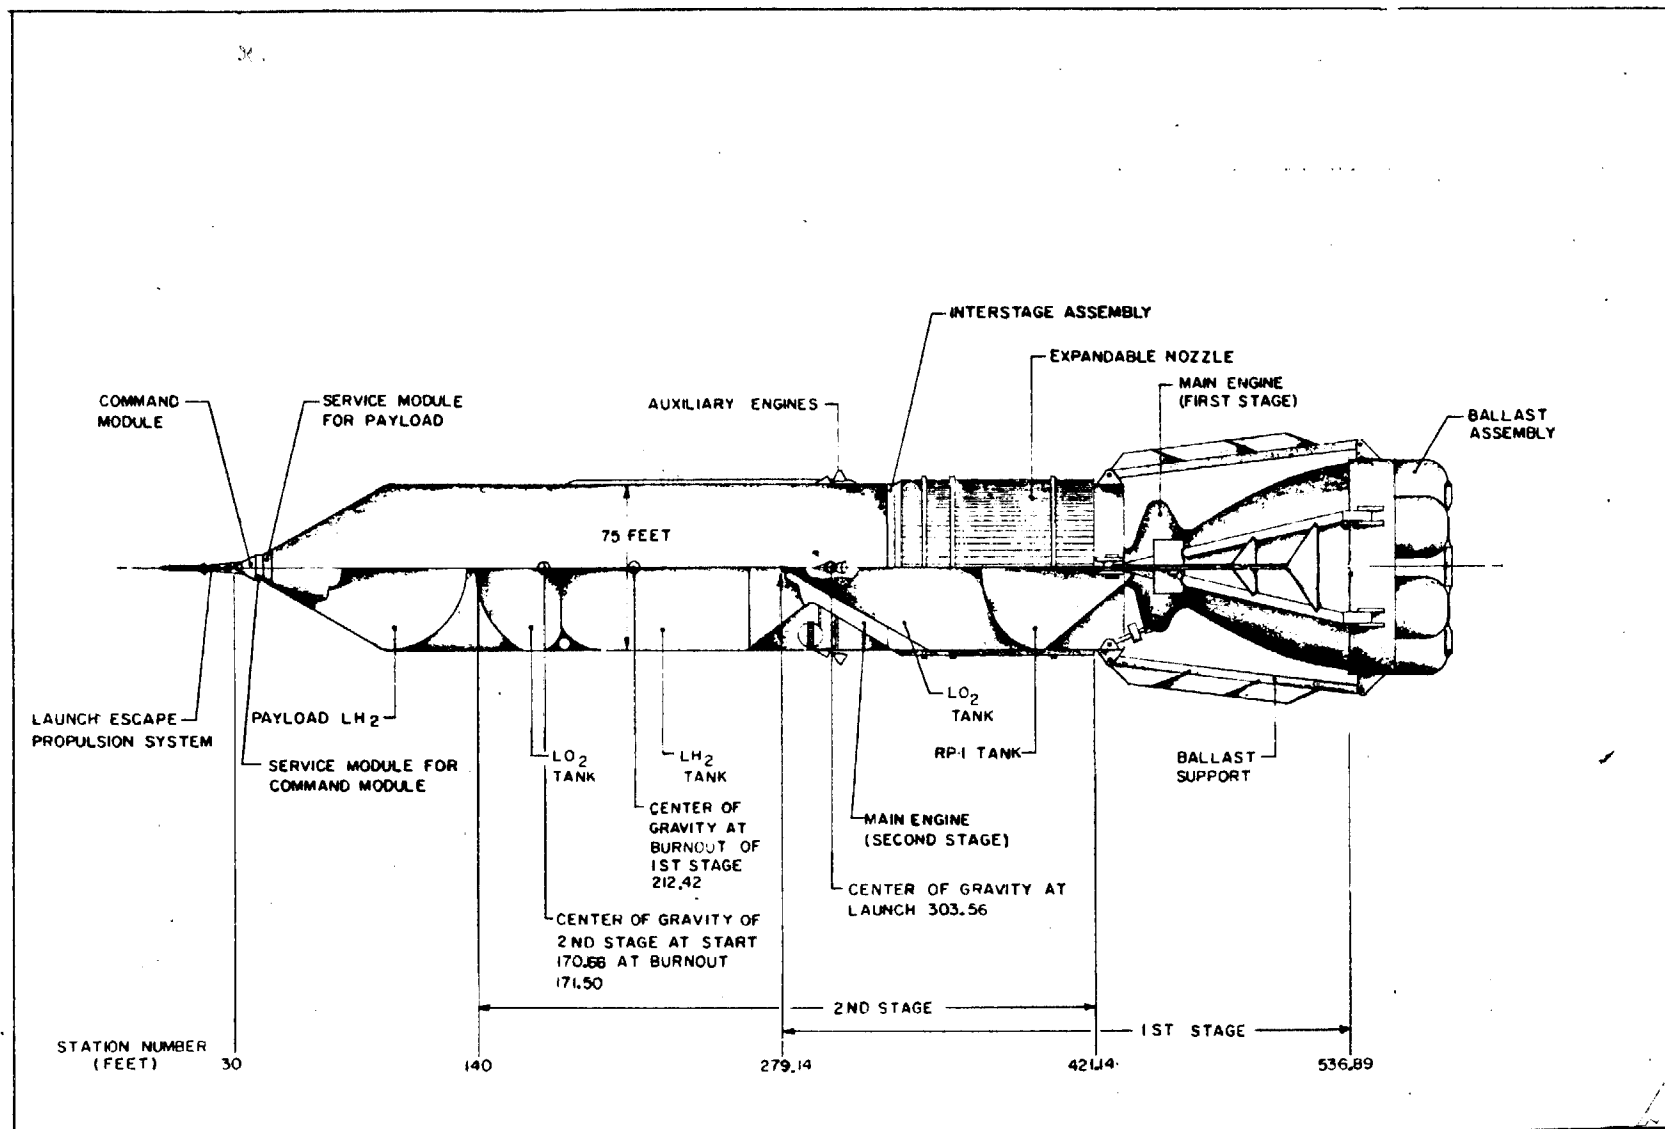 INTERSTAGE ASSEMBLY
EXPANDABLE NOZZLE
MAIN ENGINE
(FIRST STAGE)
COMMAND
MODULE
SERVICE MODULE
FOR PAYLOAD
AUXILIARY ENGINES
BALLAST
ASSEMBLY
75 FEET
LAUNCH ESCAPE
PROPULSION SYSTEM
PAYLOAD LH2
SERVICE MODULE FOR
COMMAND MODULE
LO2
TANK
LH2
TANK
LO2
TANK
RP-1 TANK
BALLAST
SUPPORT
CENTER OF
GRAVITY AT
BURNOUT OF
1ST STAGE
212.42
MAIN ENGINE
(SECOND STAGE)
CENTER OF GRAVITY AT
LAUNCH 303.56
CENTER OF GRAVITY OF
2ND STAGE AT START
170.66 AT BURNOUT
171.50
2ND STAGE
1ST STAGE
STATION NUMBER
(FEET)
30
140
279.14
421.14
536.89